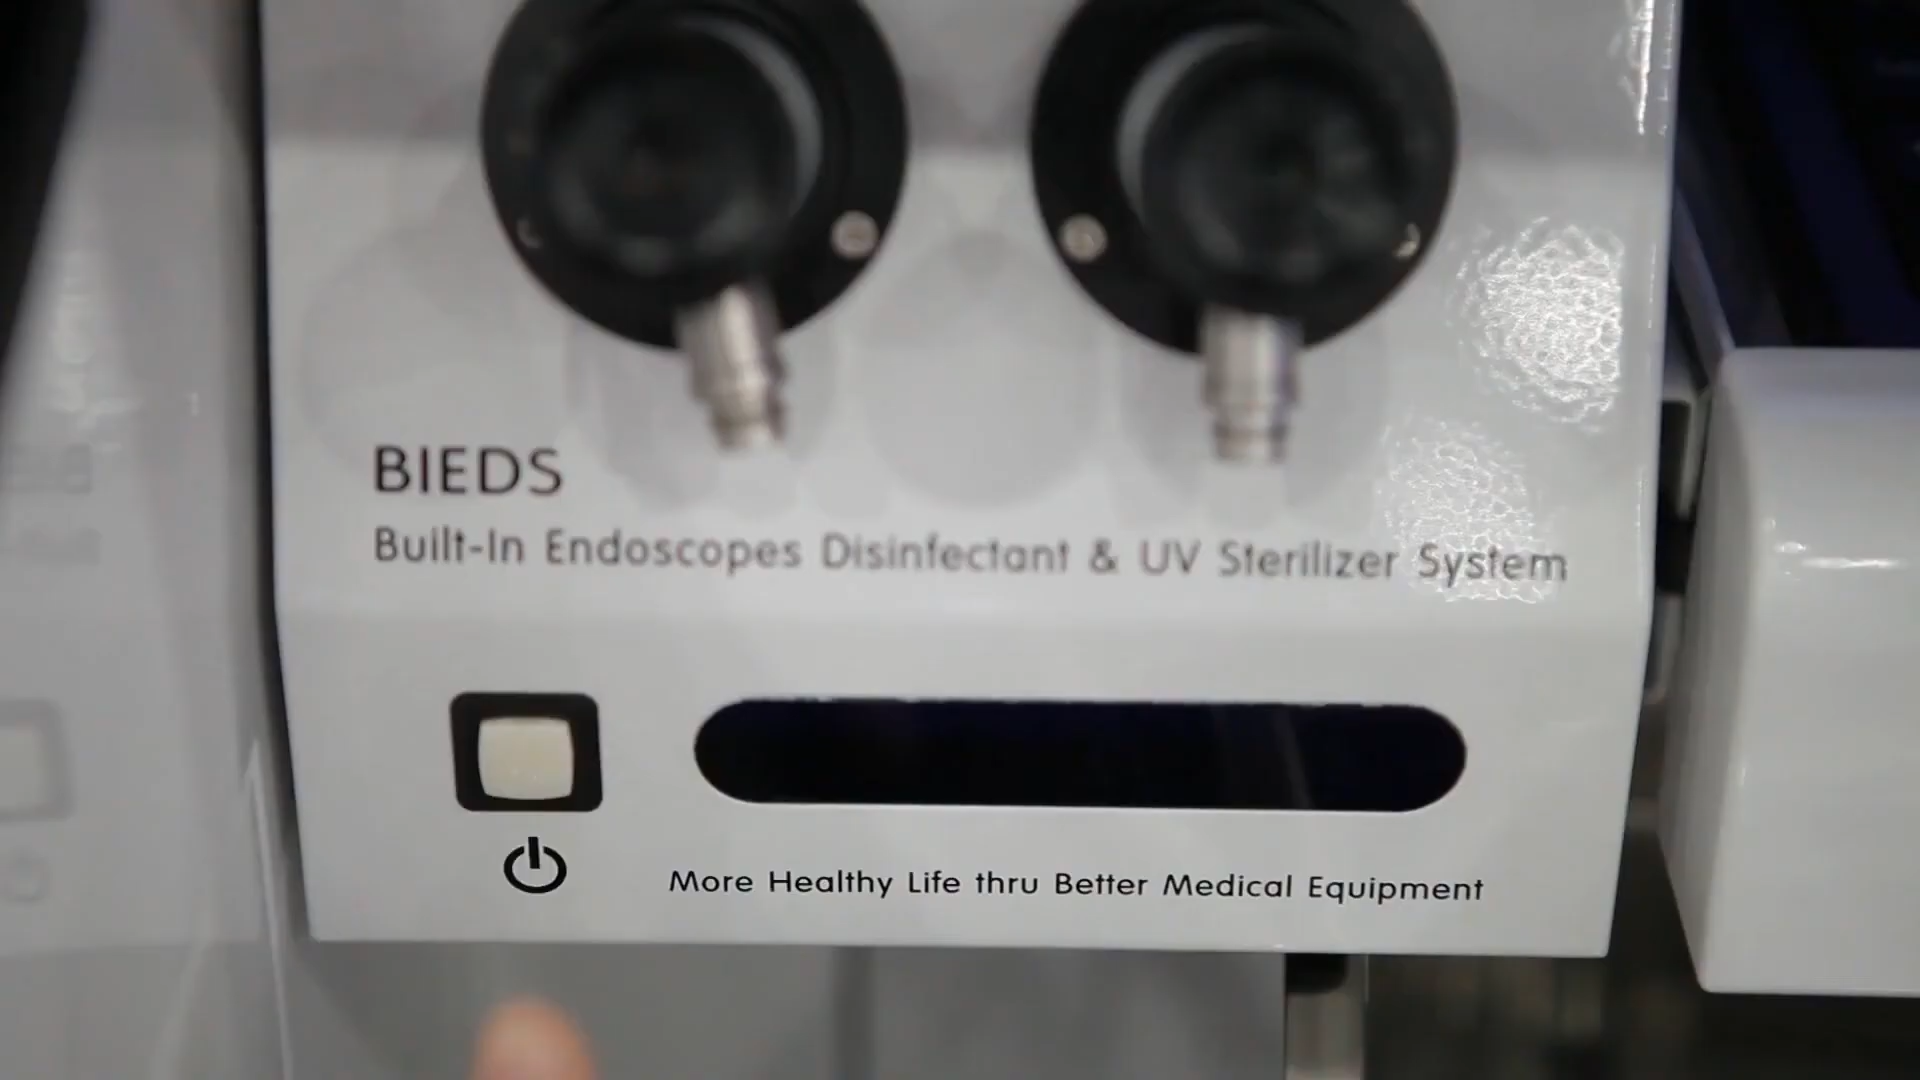 BIEDS
Built-In Endoscopes Disinfectant & UV Sterilizer System
More Healthy Life thru Better Medical Equipment